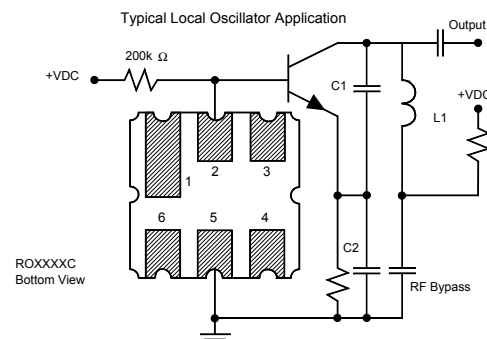 Typical Local Oscillator Application
Output
200k Ω
+VDC
C1
+VDC
L1
1
2
3
6
5
4
C2
ROXXXXC
Bottom View
RF Bypass